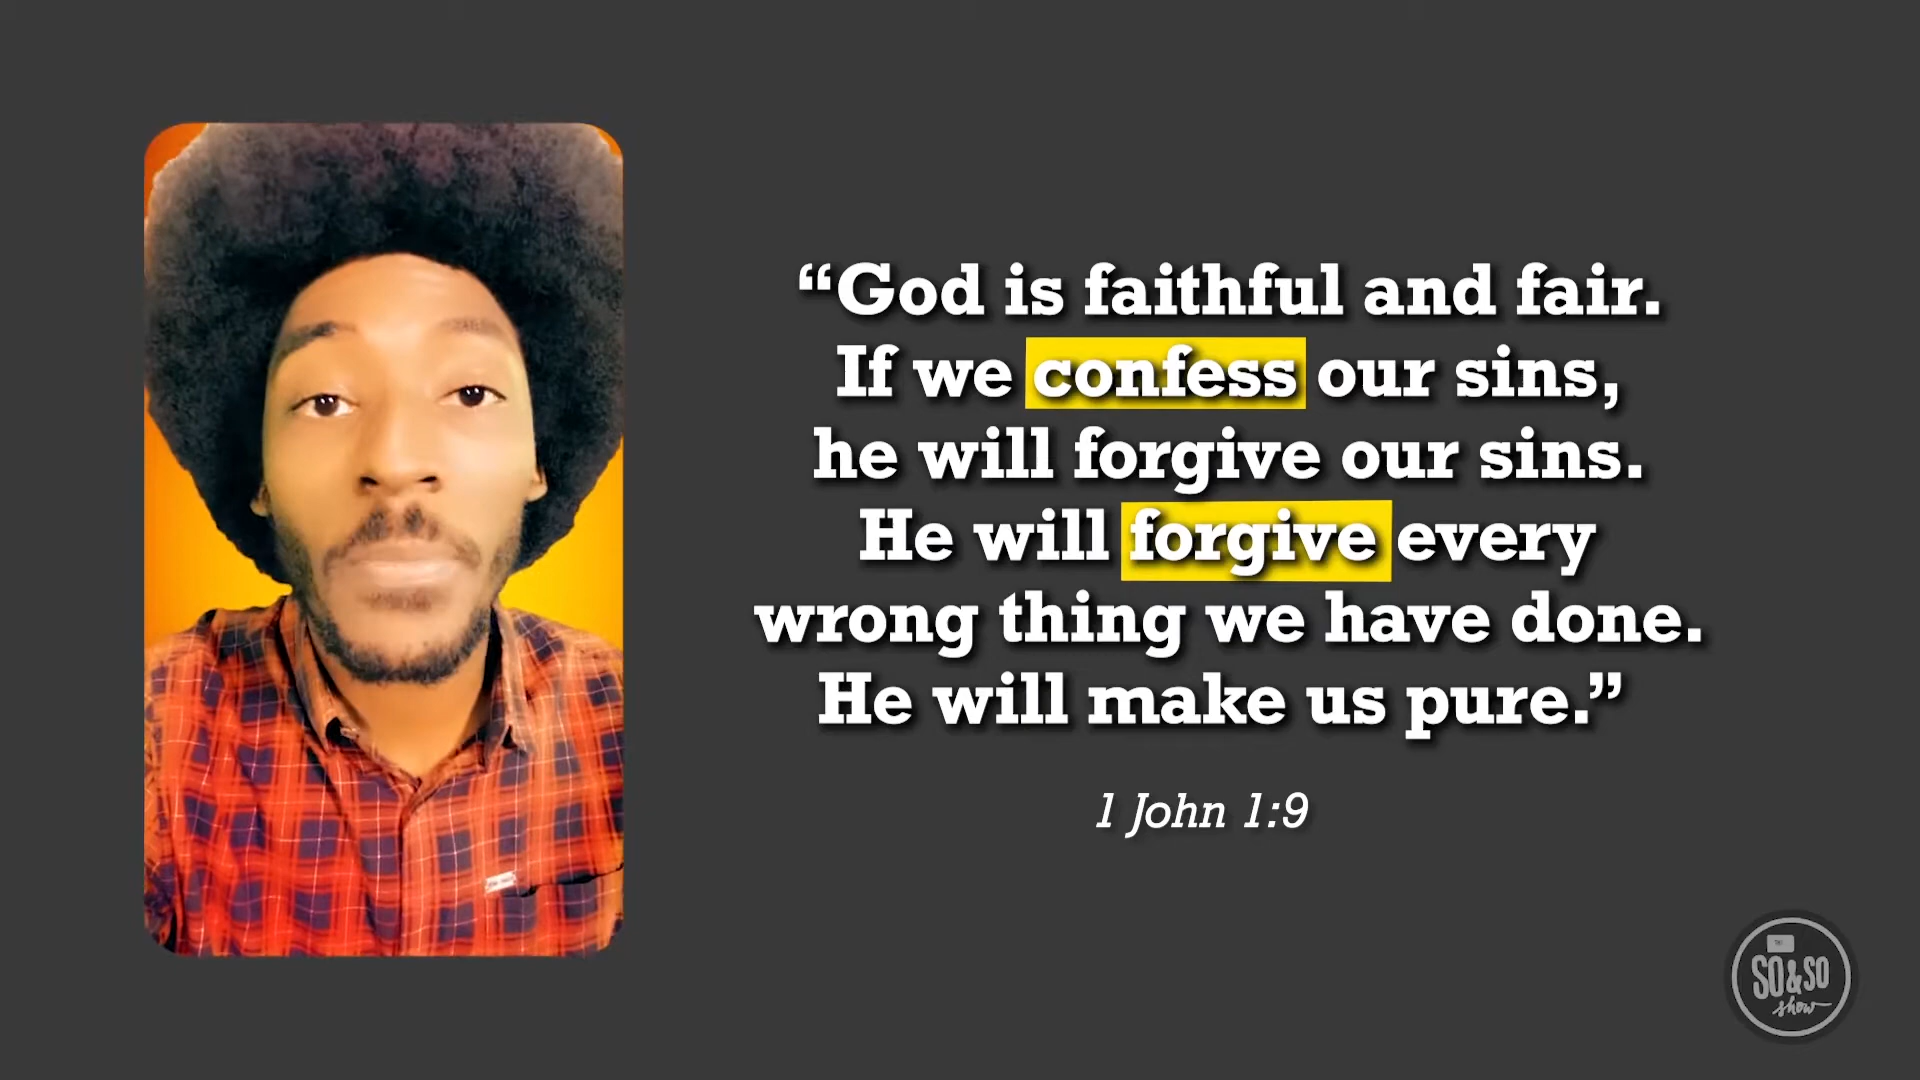 “God is faithful and fair.
If we confess our sins,
he will forgive our sins.
He will forgive every
wrong thing we have done.
He will make us pure.”
1 John 1:9
SO & SO
show